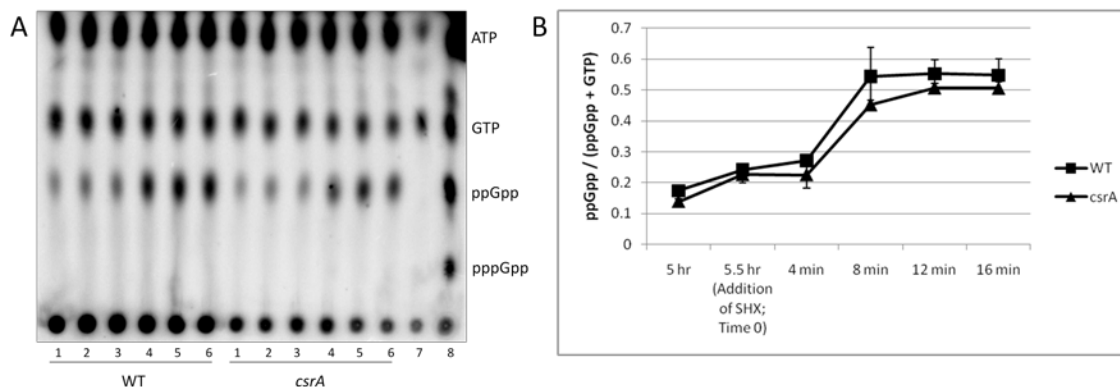 A
ATP
GTP
ppGpp
pppGpp
1 2 3 4 5 6 1 2 3 4 5 6 7 8
WT csrA
B
ppGpp / (ppGpp + GTP)
0.7
0.6
0.5
0.4
0.3
0.2
0.1
0
5 hr 5.5 hr 4 min 8 min 12 min 16 min
(Addition
of SHX;
Time 0)
WT
csrA